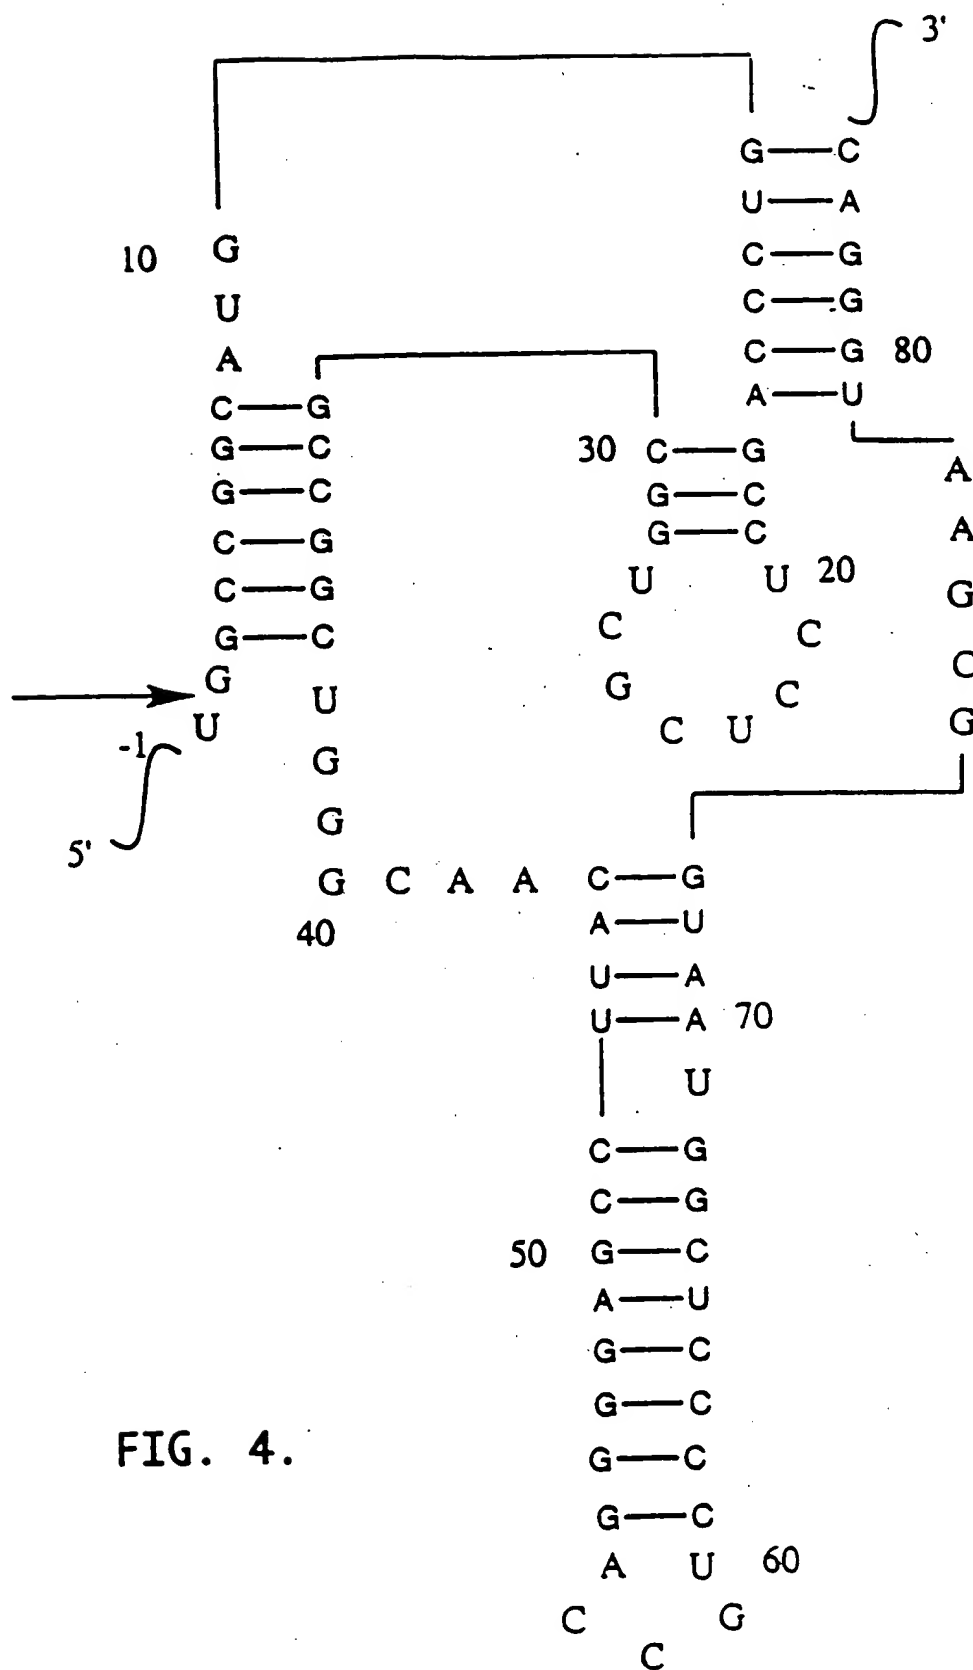 3'
G C
U A
10 G C G
U C G
A C G 80
C G A U
G C 30 C G A
G C G C A
C G G C G
C G U U 20 C
G C C C G
G U G C
-1 U G C U
5' G
G C A A C G
40 A U
U A
U A 70
U
C G
C G
50 G C
A U
G C
G C
G C
G C
A U 60
C G
C
FIG. 4.